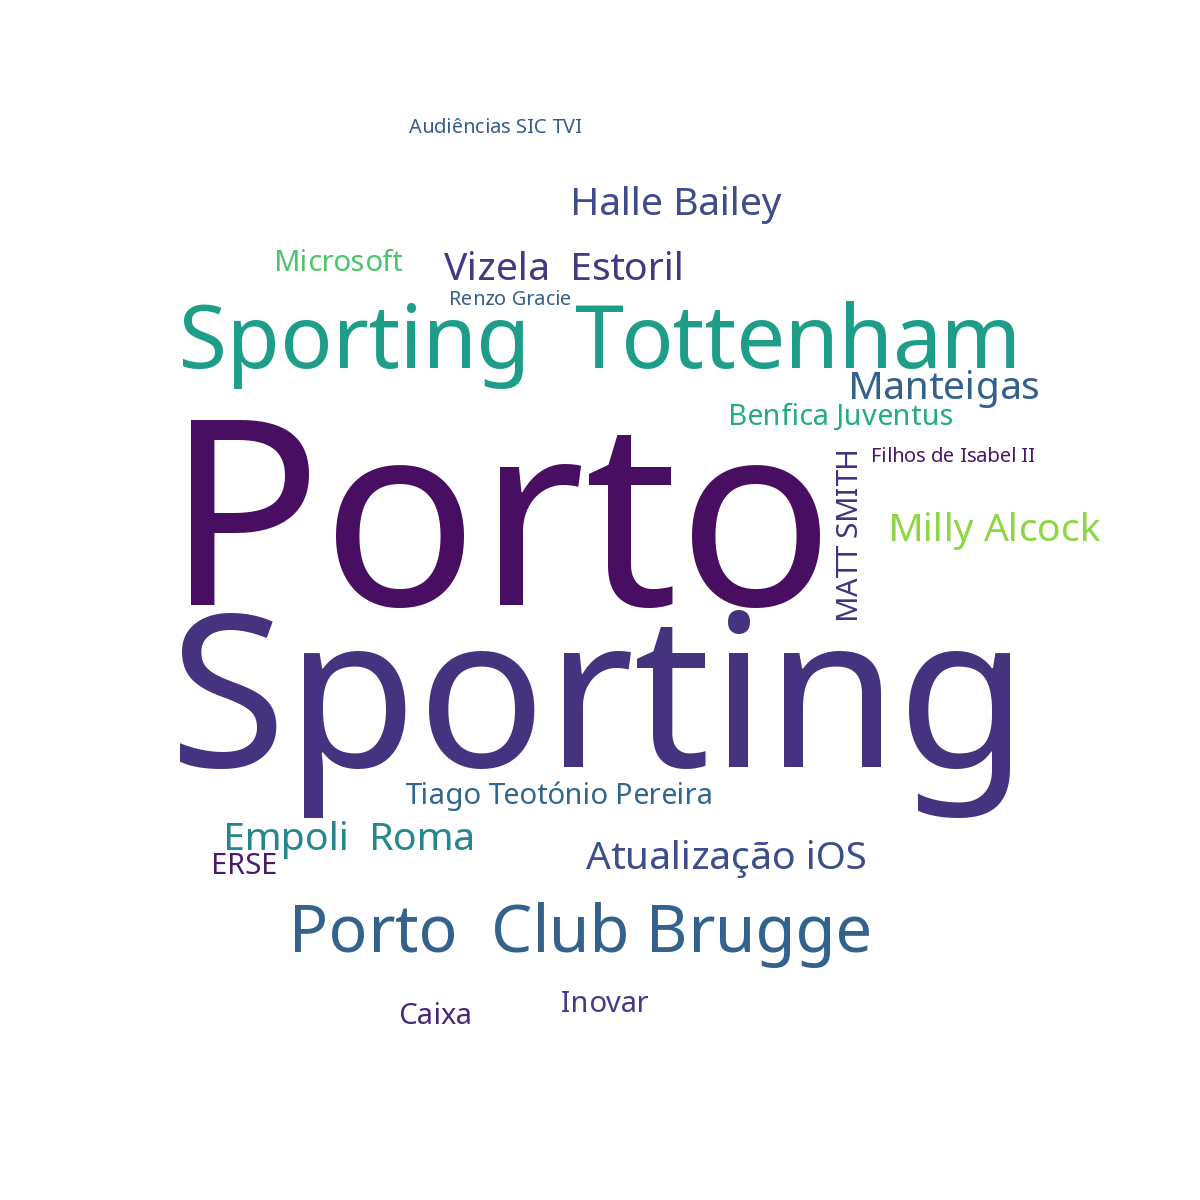 Audiências SIC TVI
Halle Bailey
Microsoft
Vizela Estoril
Renzo Gracie
Sporting Tottenham
Manteigas
Benfica Juventus
Filhos de Isabel II
Porto
MATT SMITH
Milly Alcock
Sporting
Tiago Teotónio Pereira
Empoli Roma
Atualização iOS
ERSE
Porto Club Brugge
Inovar
Caixa